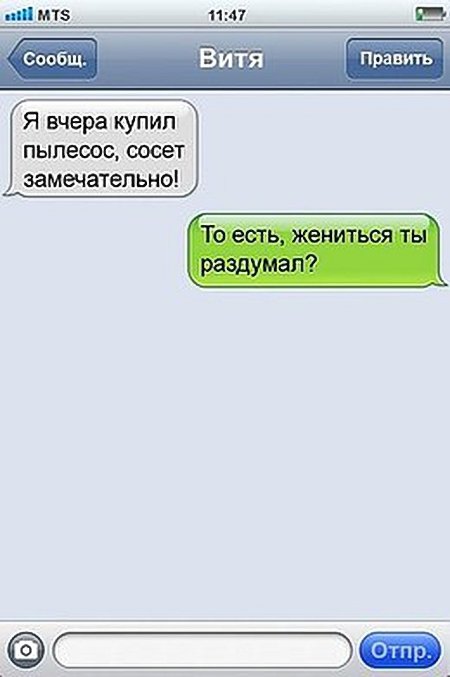 MTS 11:47
Сообщ. Витя Править
Я вчера купил
пылесос, сосет
замечательно!
То есть, жениться ты
раздумал?
Отпр.